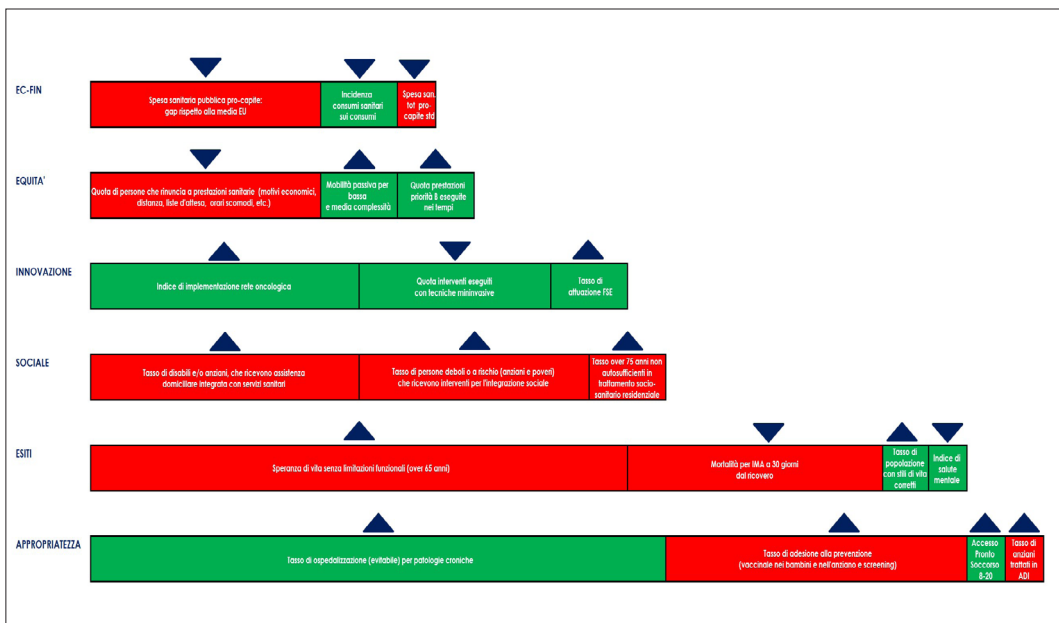 EC-FIN
Spesa sanitaria pubblica pro-capite:
gap rispetto alla media EU
Incidenza
consumi sanitari
sui consumi
Spesa san.
tot pro-
capite std
EQUITA'
Quota di persone che rinuncia a prestazioni sanitarie (motivi economici,
distanza, liste d'attesa, orari scomodi, etc.)
Mobilità passiva per
bassa
e media complessità
Quota prestazioni
priorità B eseguite
nei tempi
INNOVAZIONE
Indice di implementazione rete oncologica
Quota interventi eseguiti
con tecniche mininvasive
Tasso di
attuazione FSE
SOCIALE
Tasso di disabili e/o anziani, che ricevono assistenza
domiciliare integrata con servizi sanitari
Tasso di persone deboli o a rischio (anziani e poveri)
che ricevono interventi per l'integrazione sociale
Tasso over 75 anni non
autosufficienti in
trattamento socio-
sanitario residenziale
ESITI
Speranza di vita senza limitazioni funzionali (over 65 anni)
Mortalità per IMA a 30 giorni
dal ricovero
Tasso di
popolazione
con stili di vita
corretti
Indice di
salute
mentale
APPROPRIATEZZA
Tasso di ospedalizzazione (evitabile) per patologie croniche
Tasso di adesione alla prevenzione
(vaccinale nei bambini e nell'anziano e screening)
Accesso
Pronto
Soccorso
8-20
Tasso di
anziani
trattati in
ADI